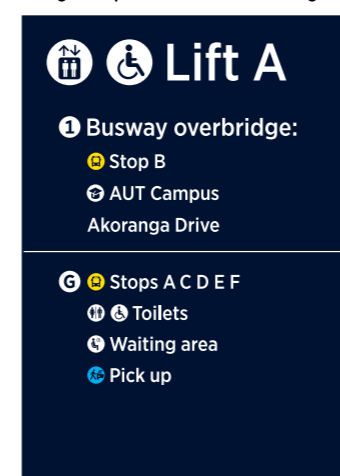 Lift A
1 Busway overbridge:
Stop B
AUT Campus
Akoranga Drive
G Stops A C D E F
Toilets
Waiting area
Pick up